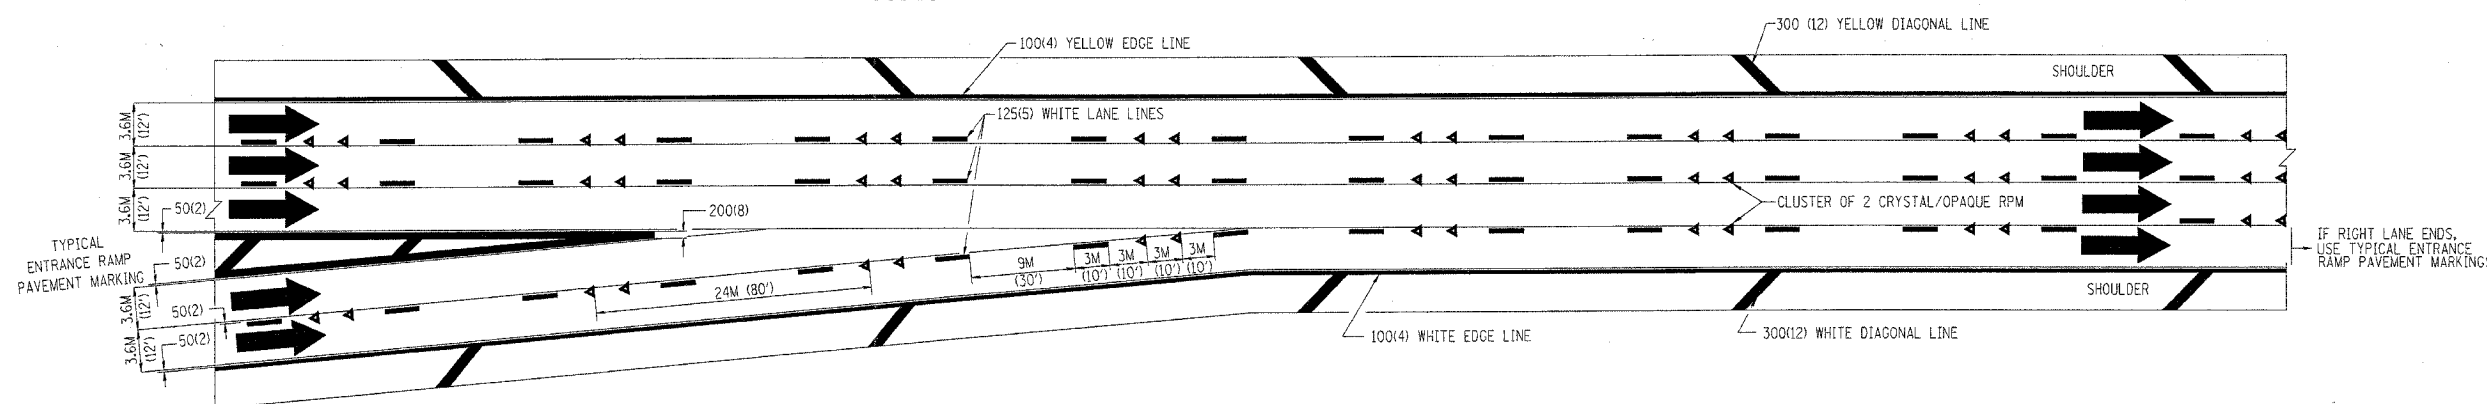 300 (12) YELLOW DIAGONAL LINE
100(4) YELLOW EDGE LINE
SHOULDER
125(5) WHITE LANE LINES
3.6M
(12')
3.6M
(12')
3.6M
(12')
50(2)
200(8)
CLUSTER OF 2 CRYSTAL/OPAQUE RPM
TYPICAL
ENTRANCE RAMP
PAVEMENT MARKING
50(2)
IF RIGHT LANE ENDS,
USE TYPICAL ENTRANCE
RAMP PAVEMENT MARKING
9M
(30')
3M
(10')
3M
(10')
3M
(10')
3M
(10')
24M (80')
3.6M
(12')
50(2)
3.6M
(12')
50(2)
SHOULDER
100(4) WHITE EDGE LINE
300(12) WHITE DIAGONAL LINE